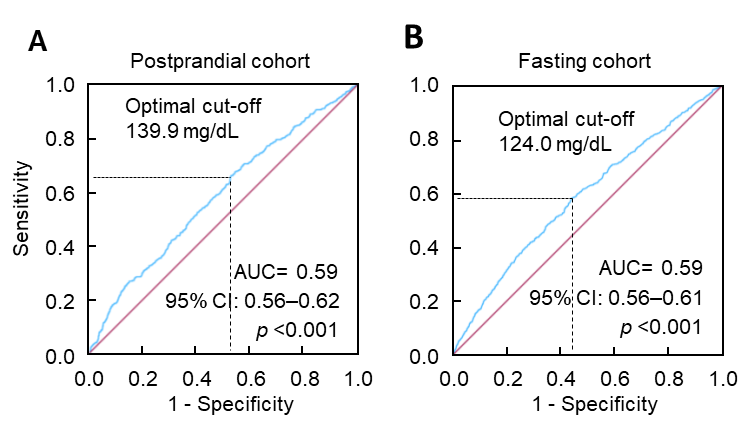 A
Postprandial cohort
Optimal cut-off
139.9 mg/dL
AUC= 0.59
95% CI: 0.56–0.62
p <0.001
Sensitivity
1.0
0.8
0.6
0.4
0.2
0.0
0.0 0.2 0.4 0.6 0.8 1.0
1 - Specificity
B
Fasting cohort
Optimal cut-off
124.0 mg/dL
AUC= 0.59
95% CI: 0.56–0.61
p <0.001
1.0
0.8
0.6
0.4
0.2
0.0
0.0 0.2 0.4 0.6 0.8 1.0
1 - Specificity